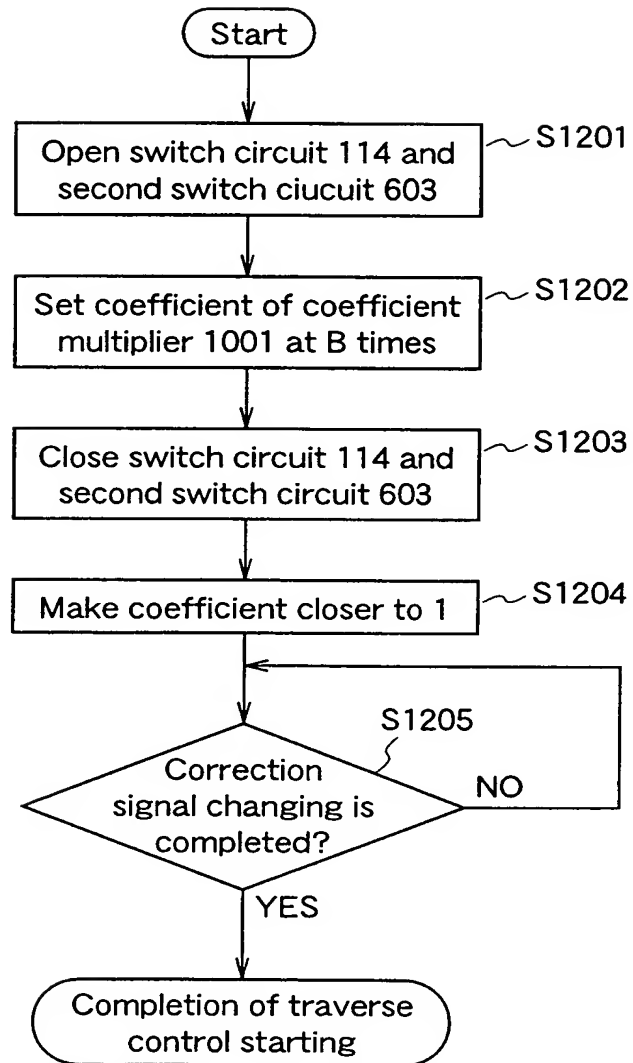 Start
Open switch circuit 114 and
second switch ciucuit 603
S1201
Set coefficient of coefficient
multiplier 1001 at B times
S1202
Close switch circuit 114 and
second switch circuit 603
S1203
Make coefficient closer to 1
S1204
S1205
Correction
signal changing is
completed?
NO
YES
Completion of traverse
control starting